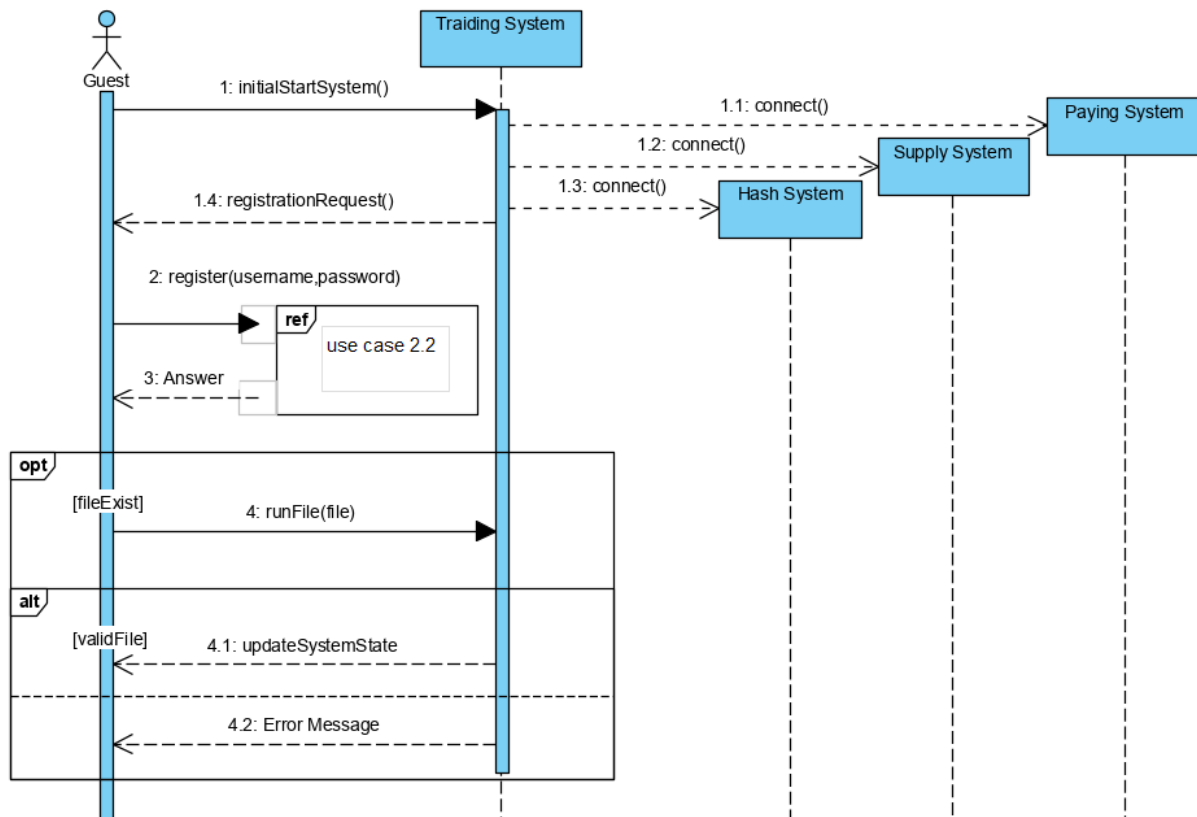 Traiding System
Guest
1: initialStartSystem()
1.1: connect()
Paying System
1.2: connect()
Supply System
1.3: connect()
Hash System
1.4: registrationRequest()
2: register(username,password)
ref
use case 2.2
3: Answer
opt
[fileExist]
4: runFile(file)
alt
[validFile]
4.1: updateSystemState
4.2: Error Message